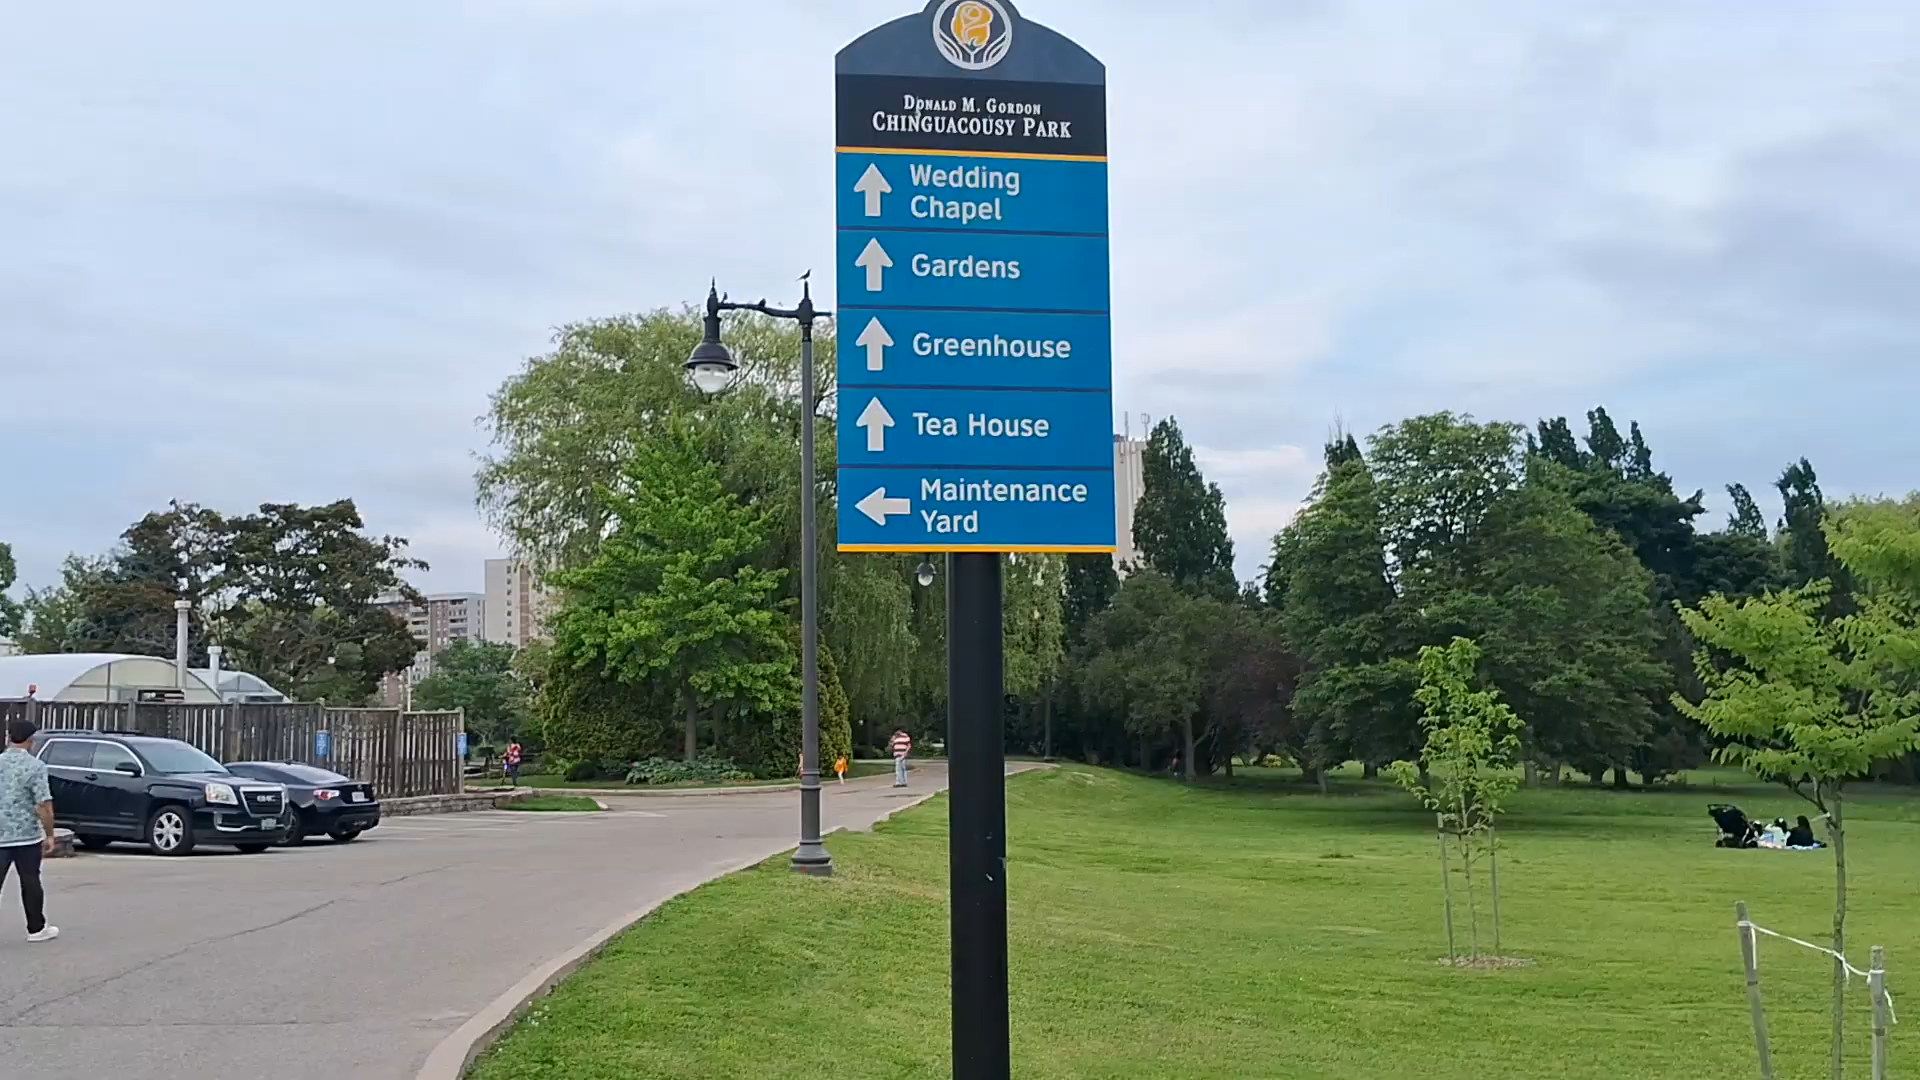 Donald M. Gordon
Chinguacousy Park
Wedding
Chapel
Gardens
Greenhouse
Tea House
Maintenance
Yard